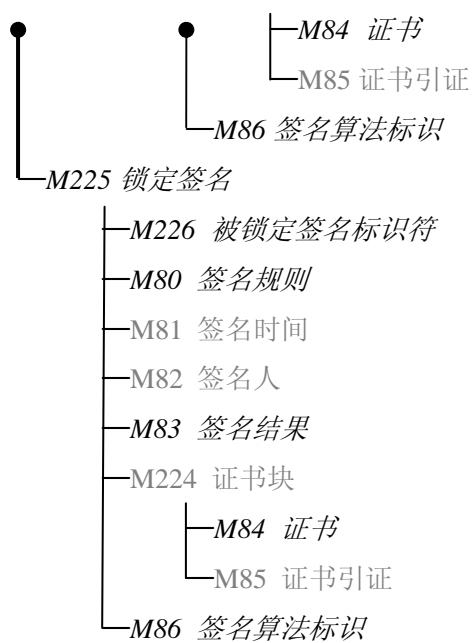 M84 证书
M85 证书引证
M86 签名算法标识
M225 锁定签名
M226 被锁定签名标识符
M80 签名规则
M81 签名时间
M82 签名人
M83 签名结果
M224 证书块
M84 证书
M85 证书引证
M86 签名算法标识